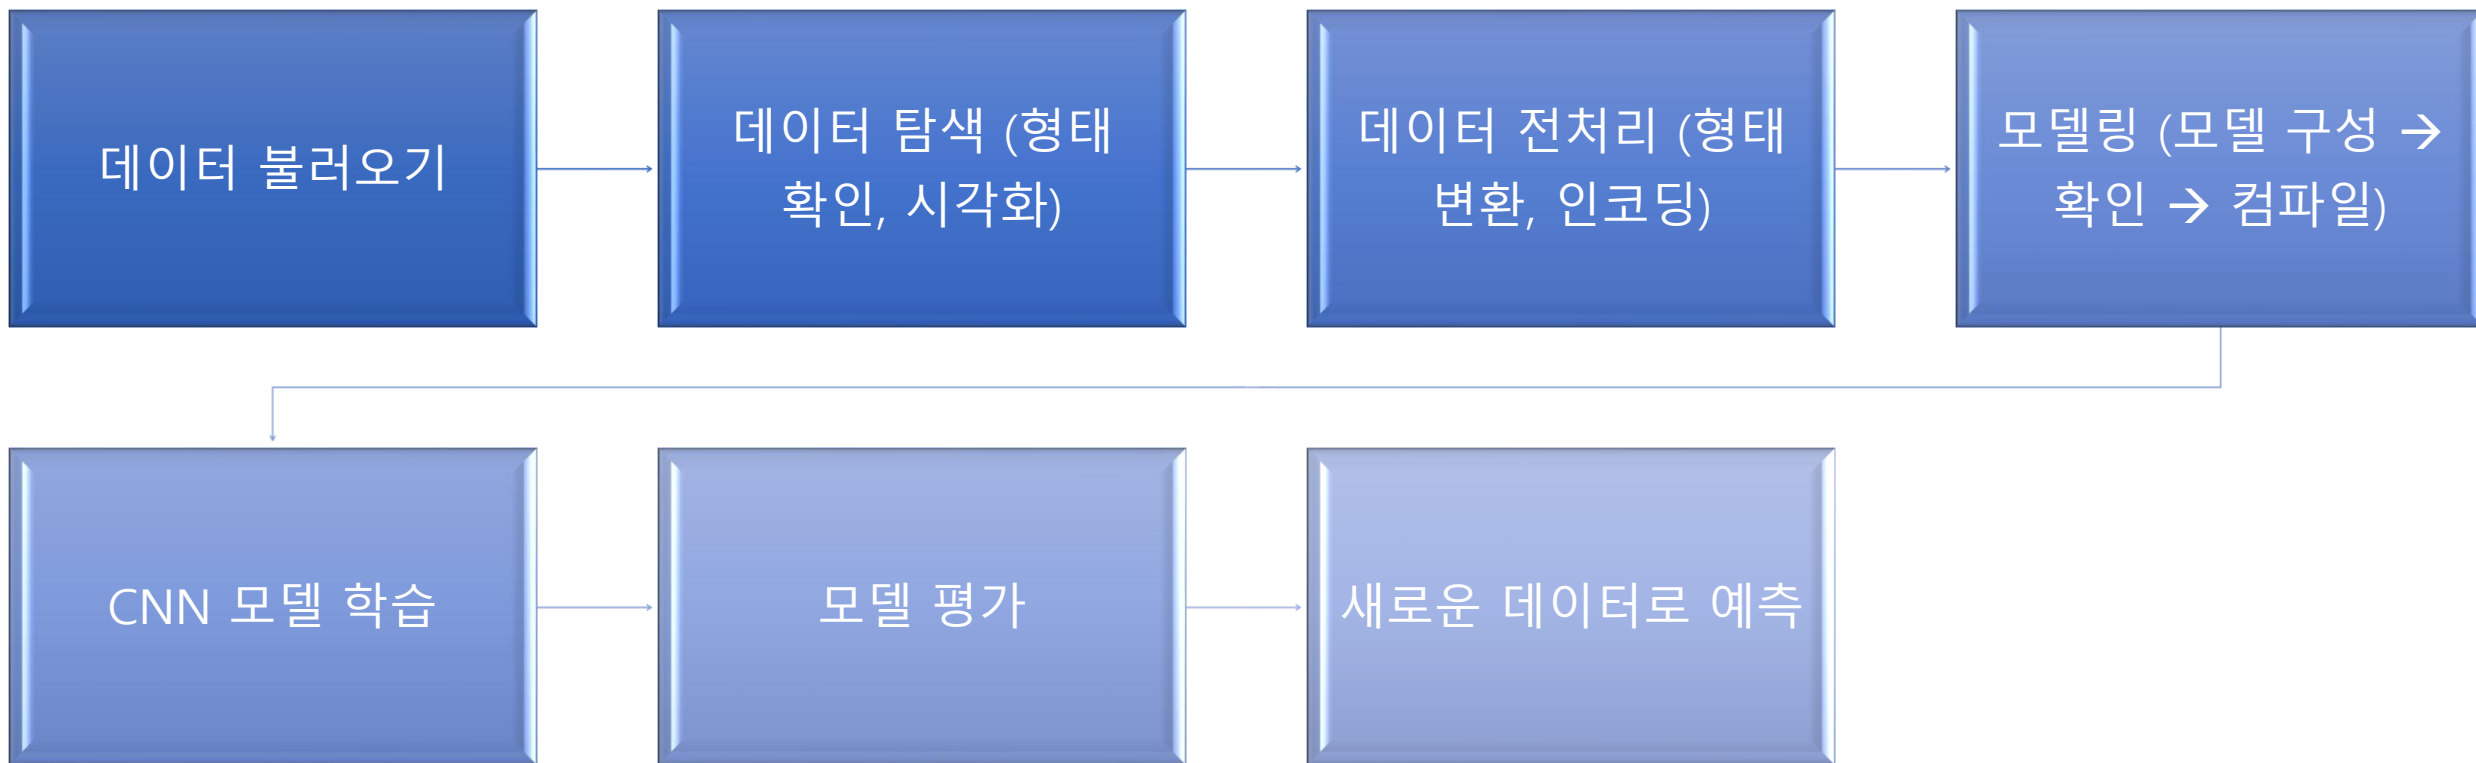 데이터 불러오기
데이터 탐색 (형태
확인, 시각화)
데이터 전처리 (형태
변환, 인코딩)
모델링 (모델 구성 →
확인 → 컴파일)
CNN 모델 학습
모델 평가
새로운 데이터로 예측